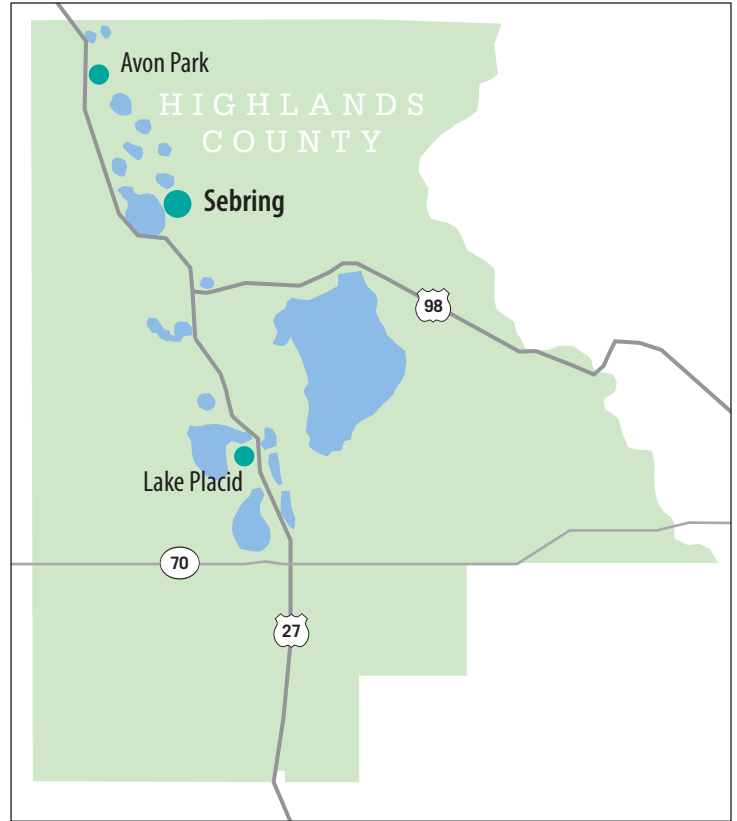 Avon Park
HIGHLANDS
COUNTY
Sebring
98
Lake Placid
70
27